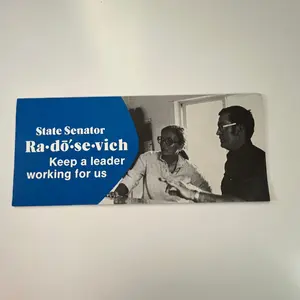 State Senator
Ra•dō′•se•vich
Keep a leader
working for us